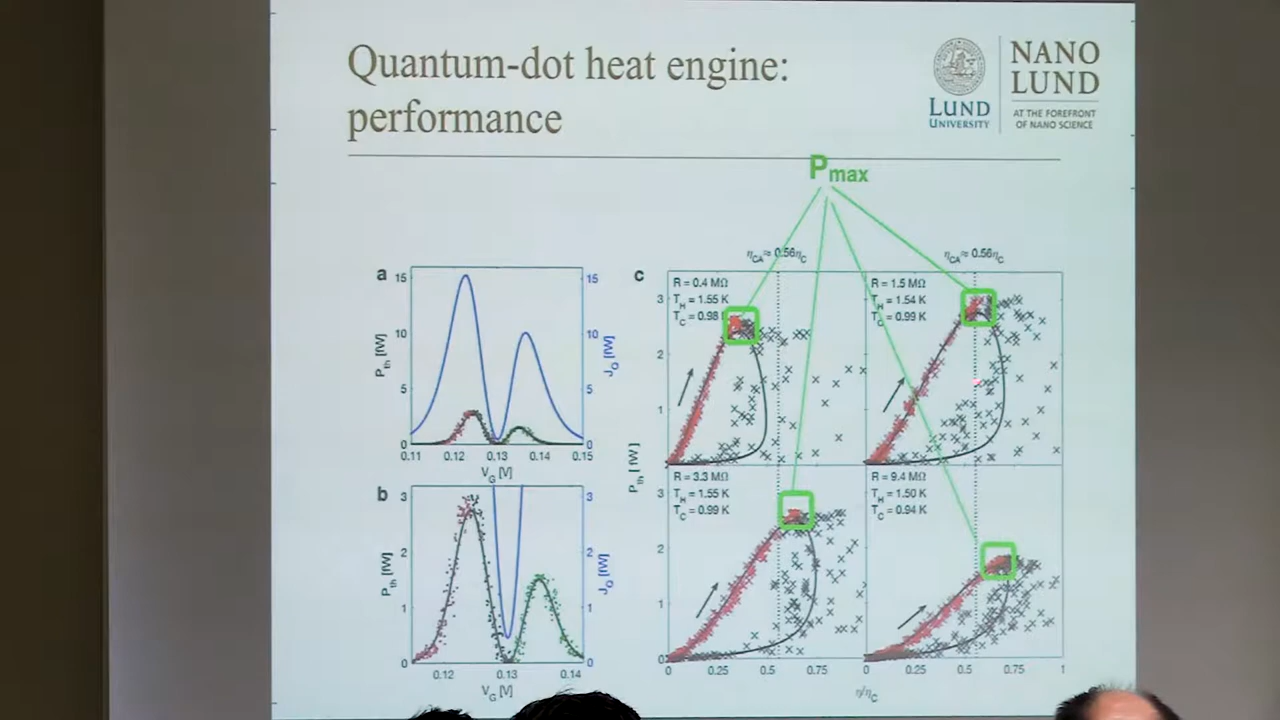 Quantum-dot heat engine:
performance
LUND
UNIVERSITY
NANO
LUND
AT THE FOREFRONT
OF NANO SCIENCE
Pmax
a
15
10
5
0
Pth [fW]
15
10
5
0
JQ [fW]
0.11 0.12 0.13 0.14 0.15
VG [V]
b
3
2
1
0
Pth [fW]
3
2
1
0
JQ [fW]
0.12 0.13 0.14
VG [V]
c
ηCA≈ 0.56ηC
ηCA≈ 0.56ηC
R = 0.4 MΩ
TH = 1.55 K
TC = 0.98
R = 1.5 MΩ
TH = 1.54 K
TC = 0.99 K
3
2
1
Pth [fW]
R = 3.3 MΩ
TH = 1.55 K
TC = 0.99 K
R = 9.4 MΩ
TH = 1.50 K
TC = 0.94 K
3
2
1
0
0 0.25 0.5 0.75 0 0.25 0.5 0.75 1
η/ηC